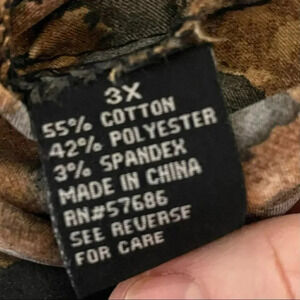 3X
55% COTTON
42% POLYESTER
3% SPANDEX
MADE IN CHINA
RN#57686
SEE REVERSE
FOR CARE